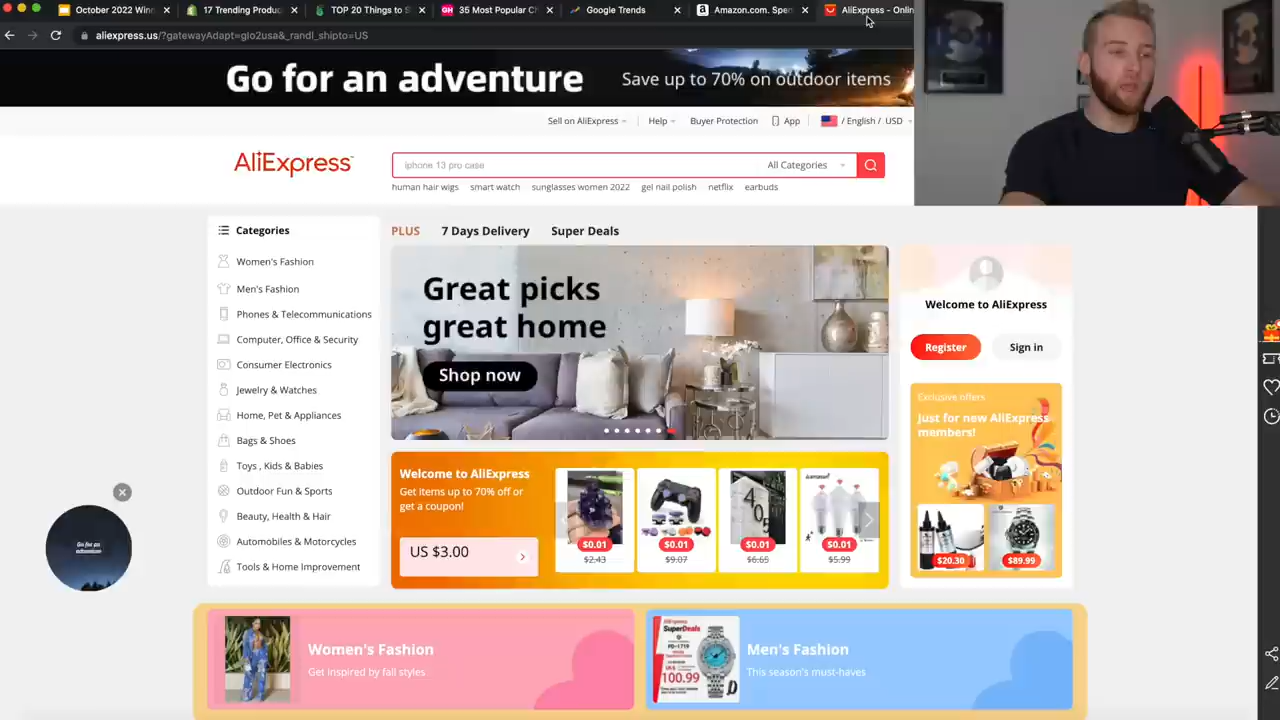 October 2022 Winn
17 Trending Produc
TOP 20 Things to S
35 Most Popular Ch
Google Trends
Amazon.com. Spen
AliExpress - Onlin
aliexpress.us/?gatewayAdapt=glo2usa&_randl_shipto=US
Go for an adventure
Save up to 70% on outdoor items
Sell on AliExpress
Help
Buyer Protection
App
/ English / USD
AliExpress
iphone 13 pro case
All Categories
human hair wigs
smart watch
sunglasses women 2022
gel nail polish
netflix
earbuds
Categories
Women's Fashion
Men's Fashion
Phones & Telecommunications
Computer, Office & Security
Consumer Electronics
Jewelry & Watches
Home, Pet & Appliances
Bags & Shoes
Toys , Kids & Babies
Outdoor Fun & Sports
Beauty, Health & Hair
Automobiles & Motorcycles
Tools & Home Improvement
PLUS
7 Days Delivery
Super Deals
Great picks
great home
Shop now
Welcome to AliExpress
Register
Sign in
Exclusive offers
Just for new AliExpress
members!
$20.30
$89.99
Welcome to AliExpress
Get items up to 70% off or
get a coupon!
US $3.00
$0.01
$2.43
$0.01
$9.07
405
$0.01
$6.65
$0.01
$5.99
Go for an
adventure
Women's Fashion
Get inspired by fall styles
SuperDeals
PD-1719
100.99
Men's Fashion
This season's must-haves